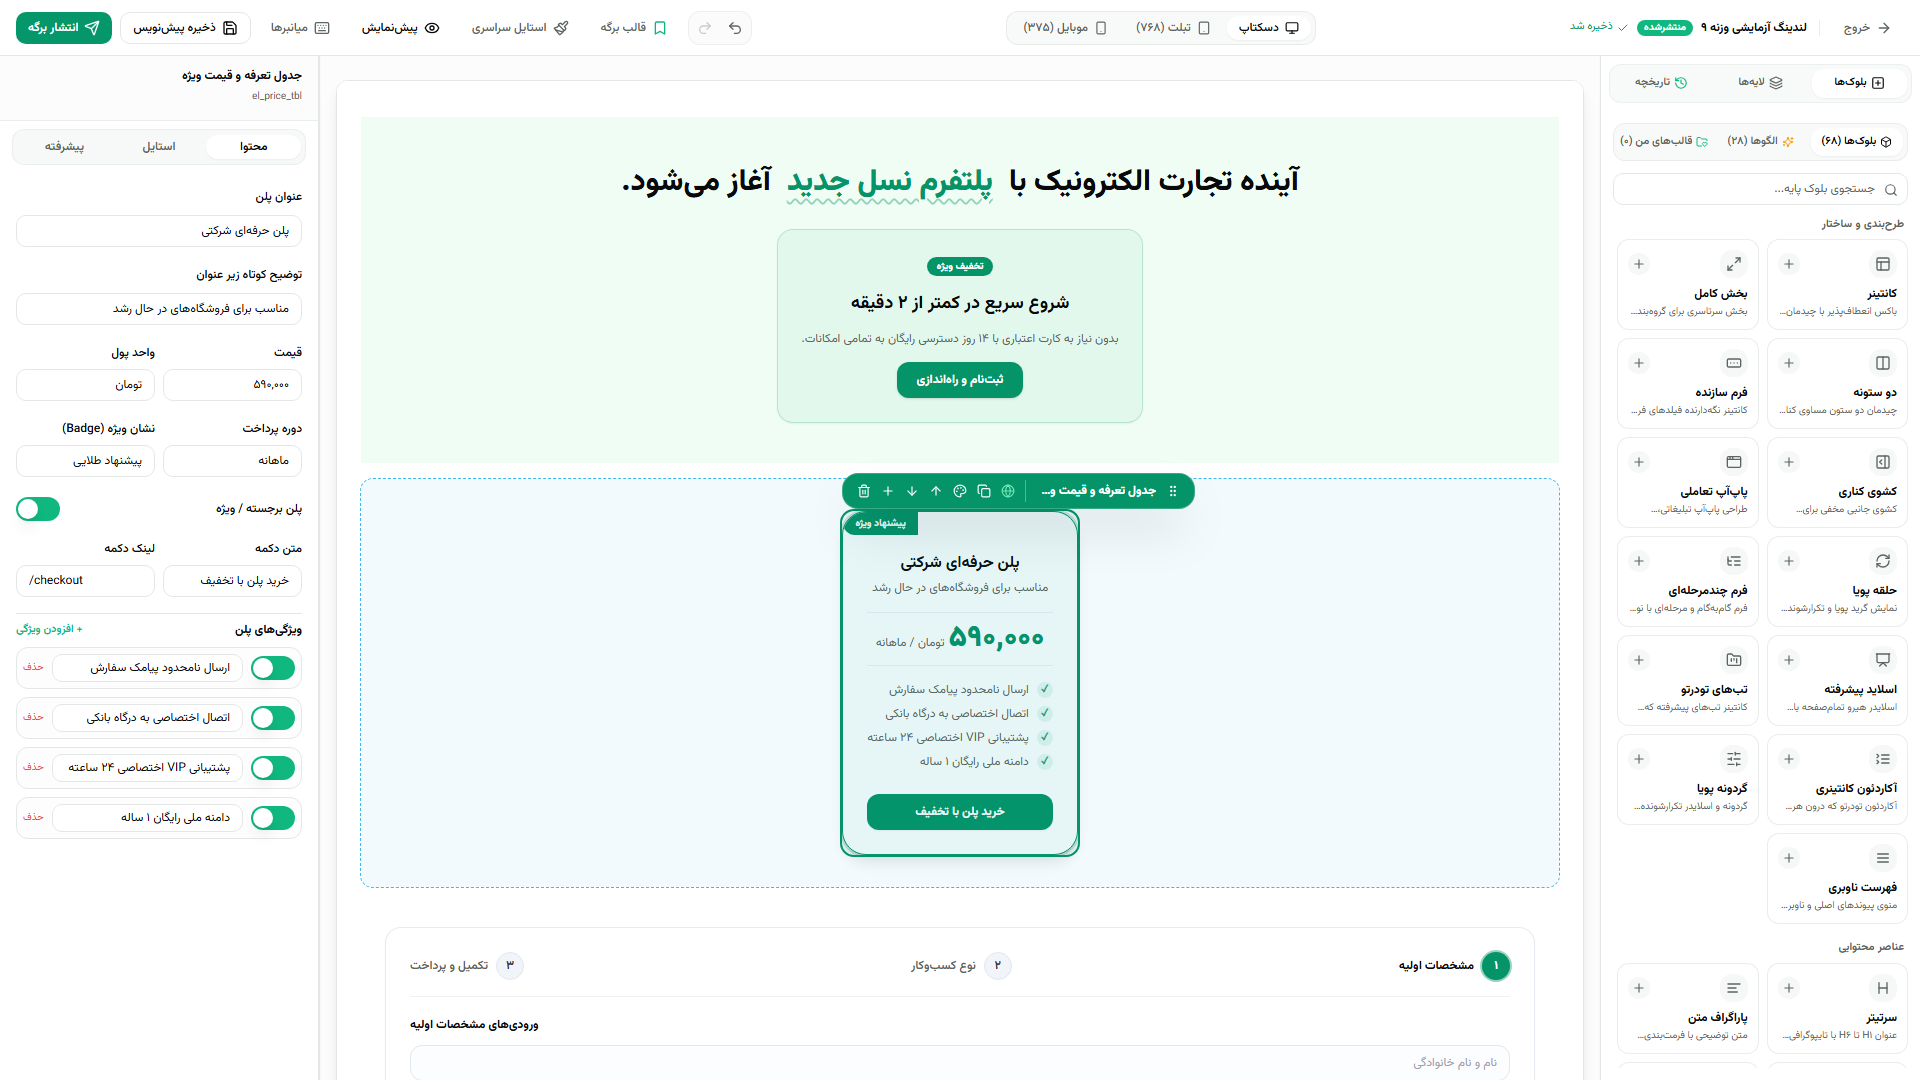 خروج
لندینگ آزمایشی وزنه ۹
منتشرشده
ذخیره شد
دسکتاپ
تبلت (۷۶۸)
موبایل (۳۷۵)
قالب برگه
استایل سراسری
پیش‌نمایش
میانبرها
ذخیره پیش‌نویس
انتشار برگه
بلوک‌ها
لایه‌ها
تاریخچه
بلوک‌ها (۶۸)
الگوها (۲۸)
قالب‌های من (۰)
جستجوی بلوک پایه...
طرح‌بندی و ساختار
کانتینر
باکس انعطاف‌پذیر با چیدمان...
بخش کامل
بخش سرتاسری برای گروه‌بند...
دو ستونه
چیدمان دو ستون مساوی کنا...
فرم سازنده
کانتینر نگه‌دارنده فیلدهای فر...
کشوی کناری
کشوی جانبی مخفی برای...
پاپ‌آپ تعاملی
طراحی پاپ‌آپ تبلیغاتی،...
حلقه پویا
نمایش گرید پویا و تکرارشوند...
فرم چندمرحله‌ای
فرم گام‌به‌گام و مرحله‌ای با نو...
اسلاید پیشرفته
اسلایدر هیرو تمام‌صفحه با...
تب‌های تودرتو
کانتینر تب‌های پیشرفته که...
آکاردئون کانتینری
آکاردئون تودرتو که درون هر...
گردونه پویا
گردونه و اسلایدر تکرارشونده...
فهرست ناوبری
منوی پیوندهای اصلی و ناوبر...
عناصر محتوایی
سرتیتر
عنوان H1 تا H6 با تایپوگرافی...
پاراگراف متن
متن توضیحی با فرمت‌بندی...
آینده تجارت الکترونیک با پلتفرم نسل جدید آغاز می‌شود.
تخفیف ویژه
شروع سریع در کمتر از ۲ دقیقه
بدون نیاز به کارت اعتباری با ۱۴ روز دسترسی رایگان به تمامی امکانات.
ثبت‌نام و راه‌اندازی
جدول تعرفه و قیمت و...
پیشنهاد ویژه
پلن حرفه‌ای شرکتی
مناسب برای فروشگاه‌های در حال رشد
۵۹۰,۰۰۰ تومان / ماهانه
ارسال نامحدود پیامک سفارش
اتصال اختصاصی به درگاه بانکی
پشتیبانی VIP اختصاصی ۲۴ ساعته
دامنه ملی رایگان ۱ ساله
خرید پلن با تخفیف
۱ مشخصات اولیه
۲ نوع کسب‌وکار
۳ تکمیل و پرداخت
ورودی‌های مشخصات اولیه
نام و نام خانوادگی
جدول تعرفه و قیمت ویژه
el_price_tbl
محتوا
استایل
پیشرفته
عنوان پلن
پلن حرفه‌ای شرکتی
توضیح کوتاه زیر عنوان
مناسب برای فروشگاه‌های در حال رشد
قیمت
واحد پول
۵۹۰,۰۰۰
تومان
دوره پرداخت
نشان ویژه (Badge)
ماهانه
پیشنهاد طلایی
پلن برجسته / ویژه
متن دکمه
لینک دکمه
خرید پلن با تخفیف
/checkout
ویژگی‌های پلن
+ افزودن ویژگی
ارسال نامحدود پیامک سفارش
حذف
اتصال اختصاصی به درگاه بانکی
حذف
پشتیبانی VIP اختصاصی ۲۴ ساعته
حذف
دامنه ملی رایگان ۱ ساله
حذف